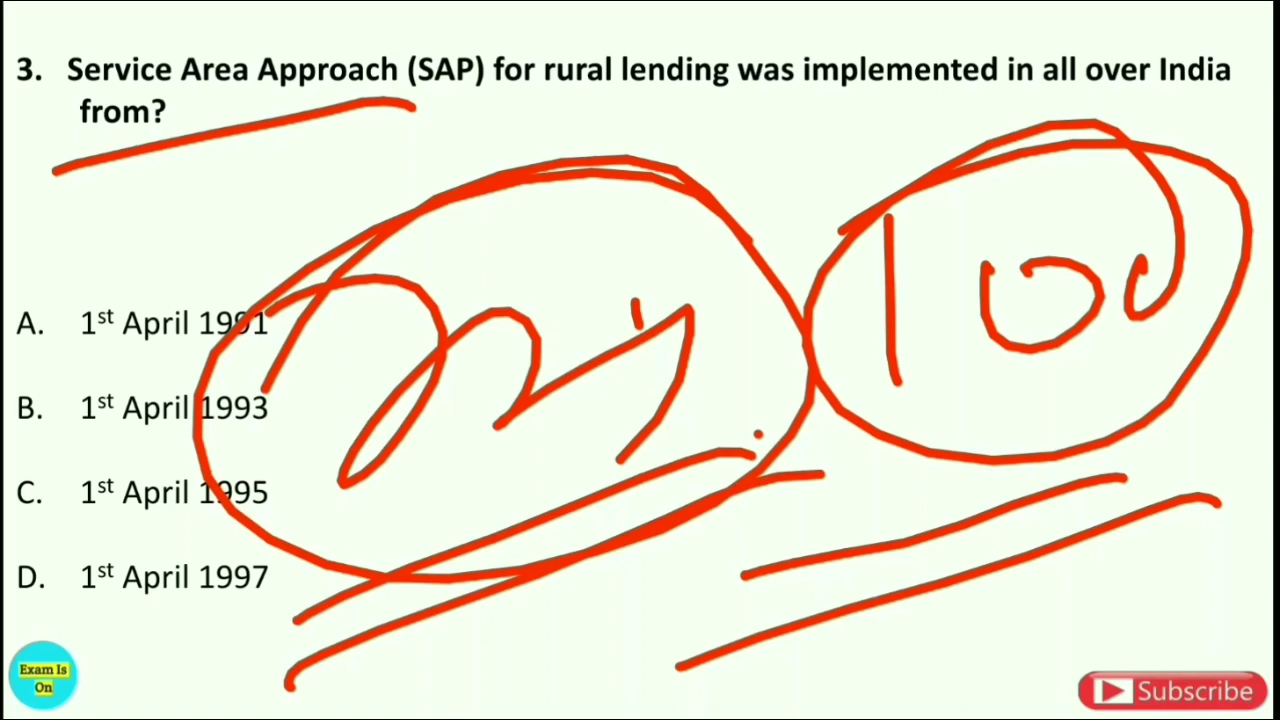 3. Service Area Approach (SAP) for rural lending was implemented in all over India
from?
100
A. 1st April 1991
B. 1st April 1993
C. 1st April 1995
D. 1st April 1997
Exam Is
On
Subscribe